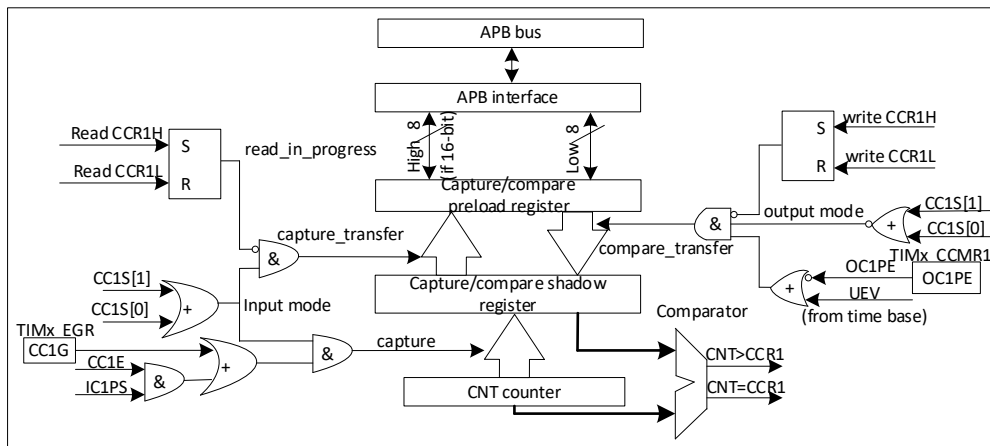 APB bus
APB interface
High 8
(if 16-bit)
Low 8
Read CCR1H
Read CCR1L
S
R
read_in_progress
write CCR1H
write CCR1L
S
R
Capture/compare
preload register
capture_transfer
compare_transfer
output mode
CC1S[1]
CC1S[0]
+
&
&
CC1S[1]
CC1S[0]
+
Input mode
Capture/compare shadow
register
TIMx_CCMR1
OC1PE
OC1PE
UEV
(from time base)
+
Comparator
TIMx_EGR
CC1G
CC1E
IC1PS
&
+
&
capture
CNT counter
CNT>CCR1
CNT=CCR1